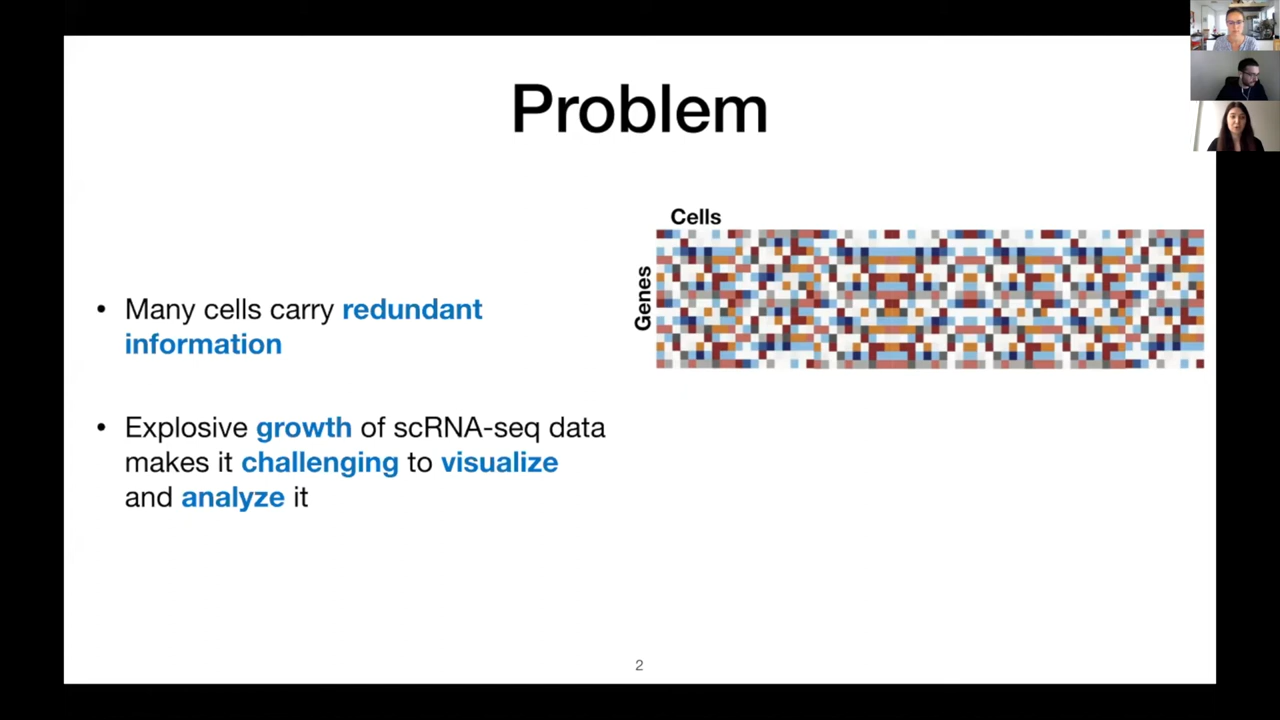 Problem
Cells
Genes
• Many cells carry redundant
information
• Explosive growth of scRNA-seq data
makes it challenging to visualize
and analyze it
2